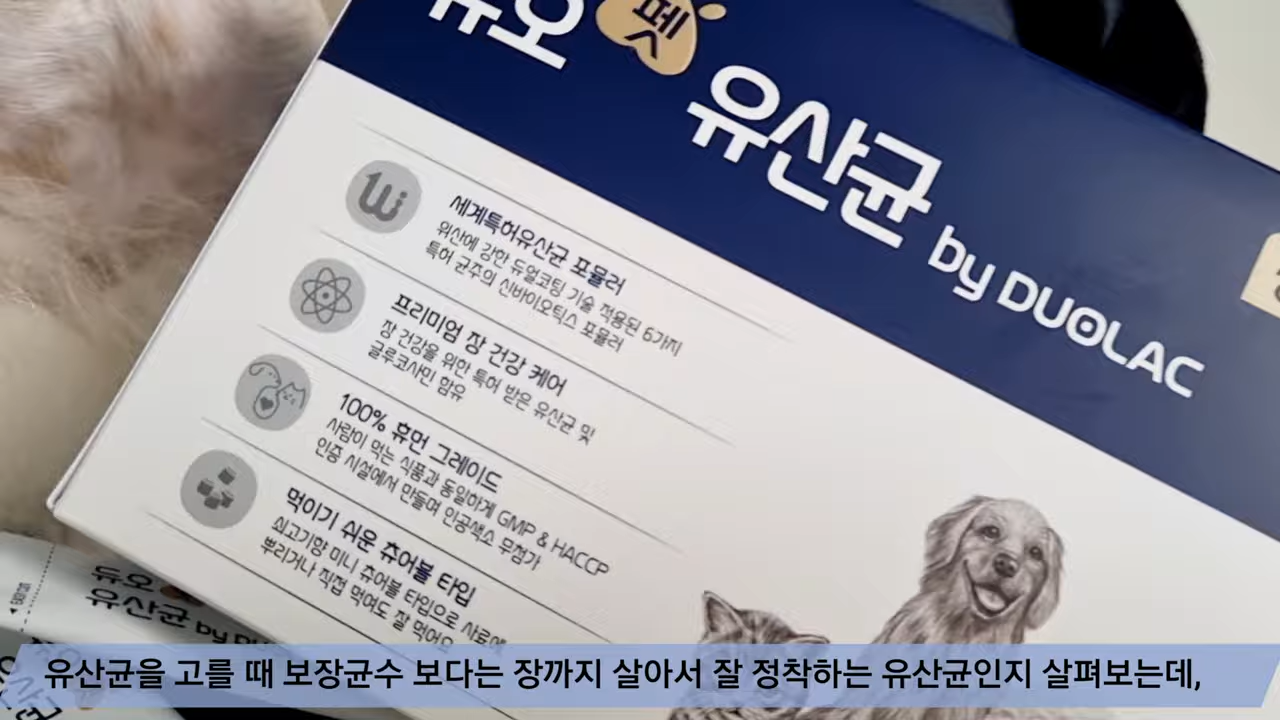 듀오 펫
유산균 by DUOLAC
세계특허유산균 포뮬러
위산에 강한 듀얼코팅 기술 적용된 6가지
특허 균주의 신바이오틱스 포뮬러
프리미엄 장 건강 케어
장 건강을 위한 특허 받은 유산균 및
글루코사민 함유
100% 휴먼 그레이드
사람이 먹는 식품과 동일하게 GMP & HACCP
인증 시설에서 만들며 인공색소 무첨가
먹이기 쉬운 츄어블 타입
쇠고기향 미니 츄어블 타입으로 사료에
뿌리거나 직접 먹여도 잘 먹어요
듀오
유산균 by
유산균을 고를 때 보장균수 보다는 장까지 살아서 잘 정착하는 유산균인지 살펴보는데,